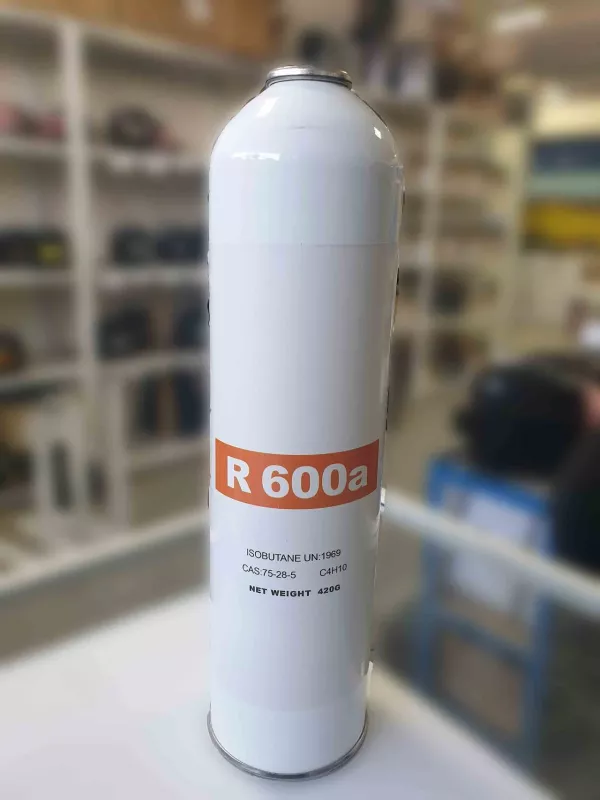 R 600a
ISOBUTANE UN:1969
CAS:75-28-5 C4H10
NET WEIGHT 420G